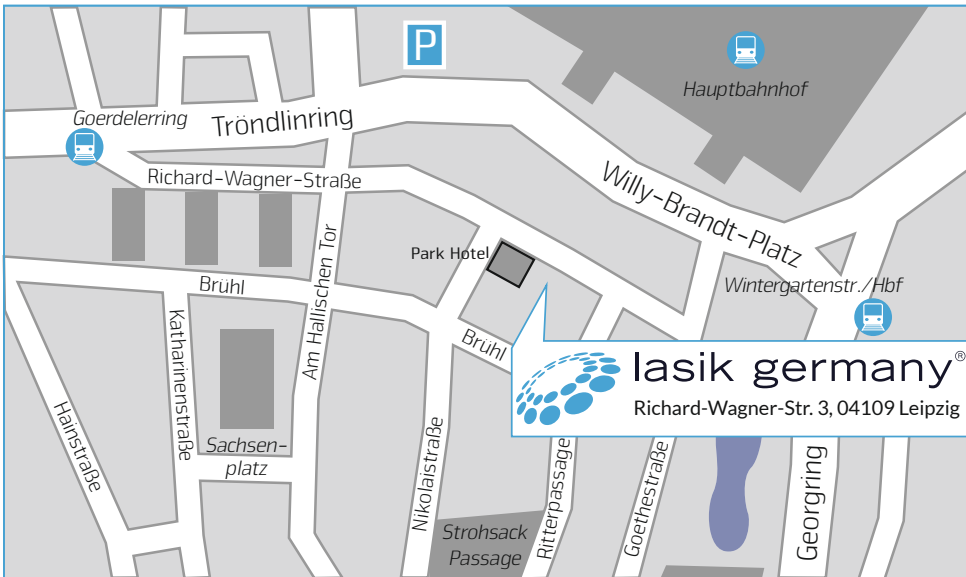 P
Hauptbahnhof
Goerdelerring
Tröndlinring
Richard-Wagner-Straße
Willy-Brandt-Platz
Park Hotel
Am Hallischen Tor
Brühl
Wintergartenstr./Hbf
Katharinenstraße
Brühl
lasik germany®
Richard-Wagner-Str. 3, 04109 Leipzig
Hainstraße
Sachsen-
platz
Nikolaistraße
Ritterpassage
Goethestraße
Georgring
Strohsack
Passage